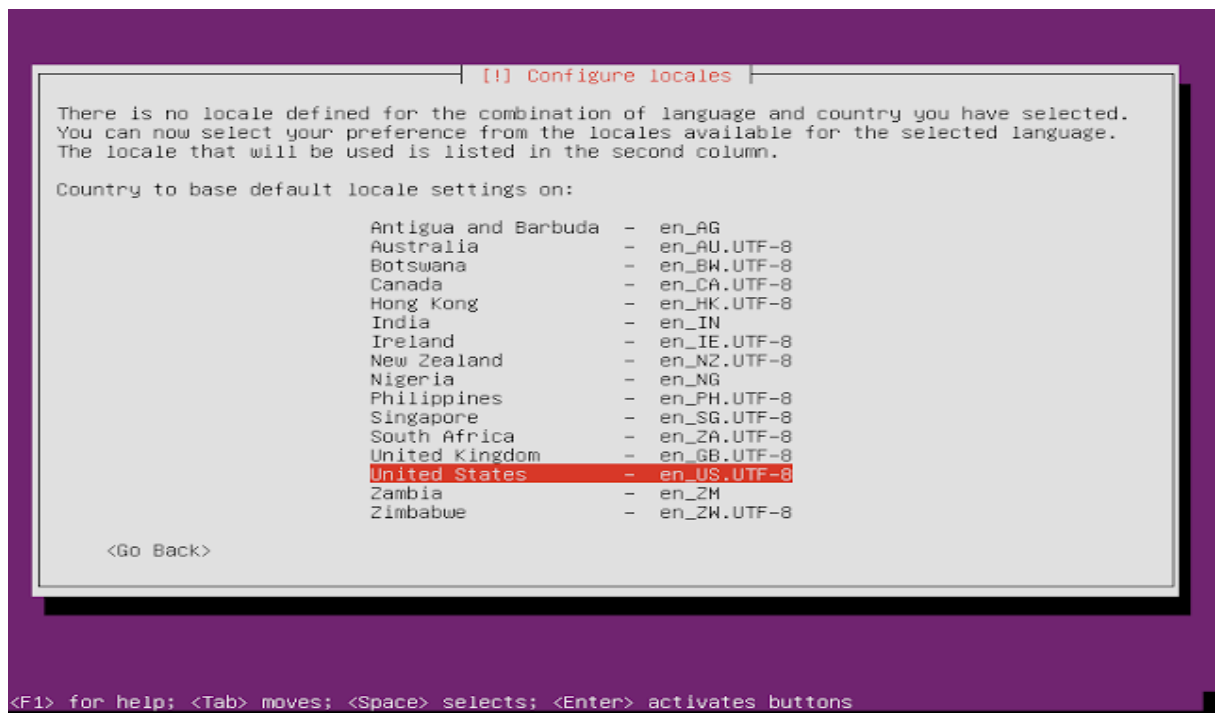 [!] Configure locales
There is no locale defined for the combination of language and country you have selected.
You can now select your preference from the locales available for the selected language.
The locale that will be used is listed in the second column.
Country to base default locale settings on:
Antigua and Barbuda - en_AG
Australia - en_AU.UTF-8
Botswana - en_BW.UTF-8
Canada - en_CA.UTF-8
Hong Kong - en_HK.UTF-8
India - en_IN
Ireland - en_IE.UTF-8
New Zealand - en_NZ.UTF-8
Nigeria - en_NG
Philippines - en_PH.UTF-8
Singapore - en_SG.UTF-8
South Africa - en_ZA.UTF-8
United Kingdom - en_GB.UTF-8
United States - en_US.UTF-8
Zambia - en_ZM
Zimbabwe - en_ZW.UTF-8
<Go Back>
<F1> for help; <Tab> moves; <Space> selects; <Enter> activates buttons